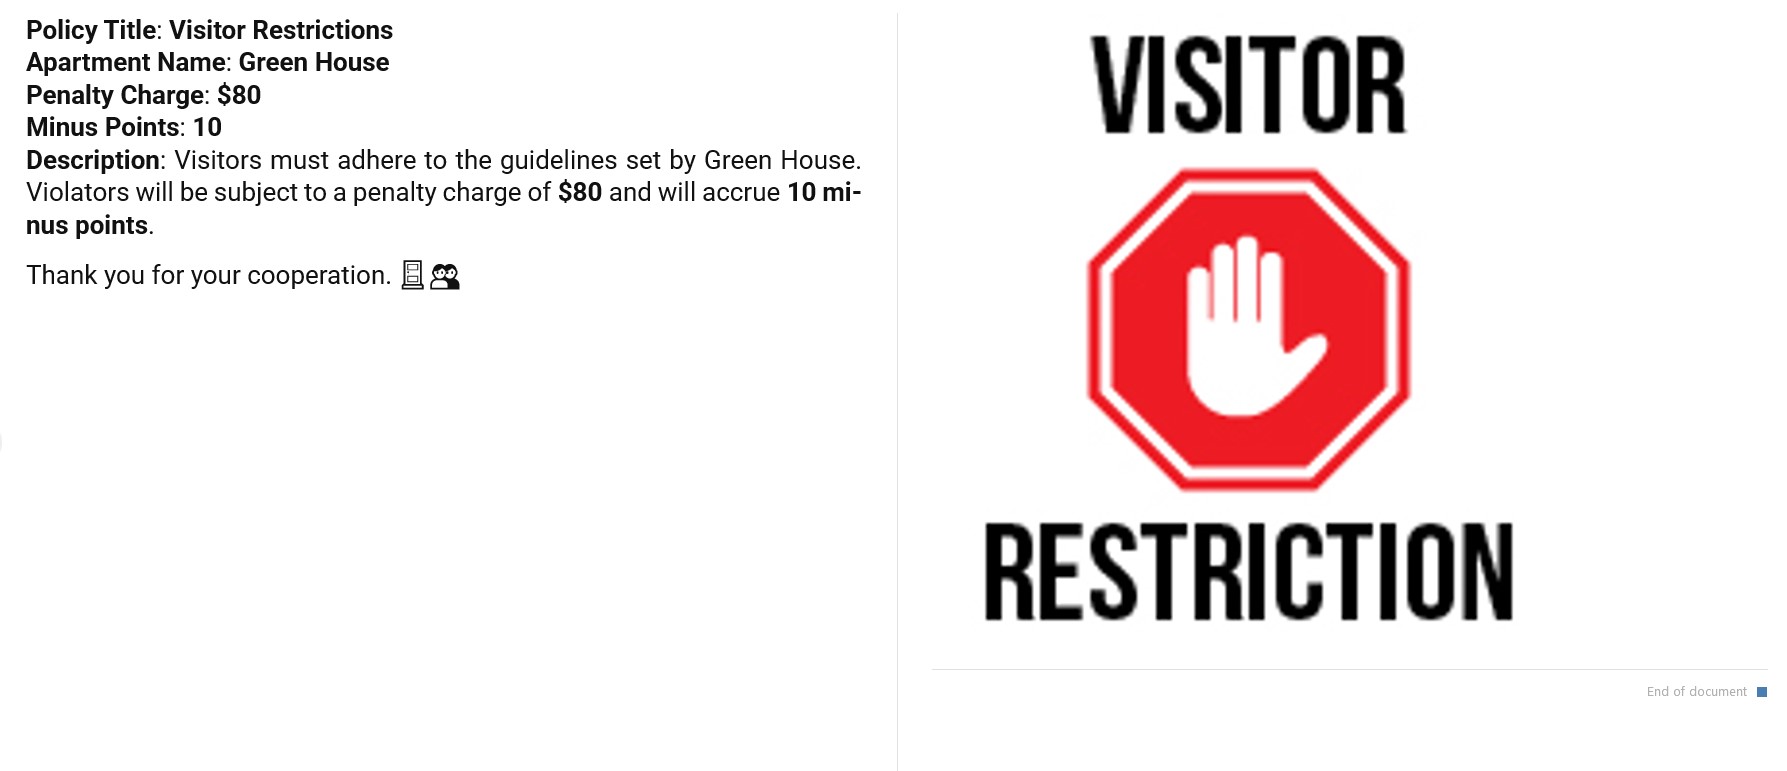 Policy Title: Visitor Restrictions
Apartment Name: Green House
Penalty Charge: $80
Minus Points: 10
Description: Visitors must adhere to the guidelines set by Green House.
Violators will be subject to a penalty charge of $80 and will accrue 10 mi-
nus points.
Thank you for your cooperation.
VISITOR
RESTRICTION
End of document